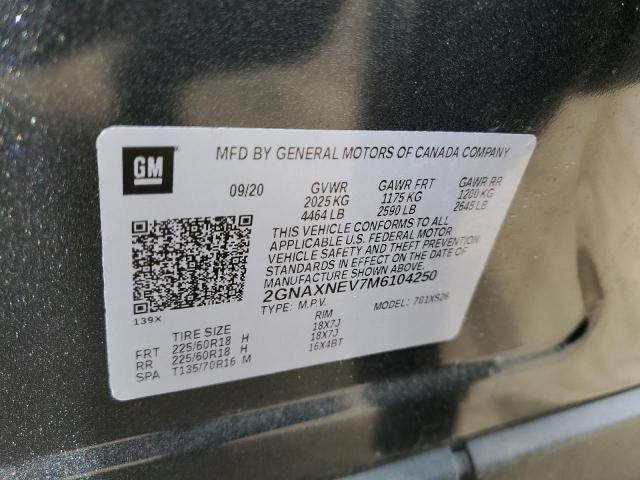 GM
MFD BY GENERAL MOTORS OF CANADA COMPANY
09/20 GVWR GAWR FRT GAWR RR
2025 KG 1175 KG 1200 KG
4464 LB 2590 LB 2645 LB
THIS VEHICLE CONFORMS TO ALL
APPLICABLE U.S. FEDERAL MOTOR
VEHICLE SAFETY AND THEFT PREVENTION
STANDARDS IN EFFECT ON THE DATE OF
MANUFACTURE SHOWN ABOVE.
2GNAXNEV7M6104250
TYPE: M.P.V. MODEL: 701XS26
139X
TIRE SIZE RIM
FRT 225/60R18 H 18X7J
RR 225/60R18 H 18X7J
SPA T135/70R16 M 16X4BT